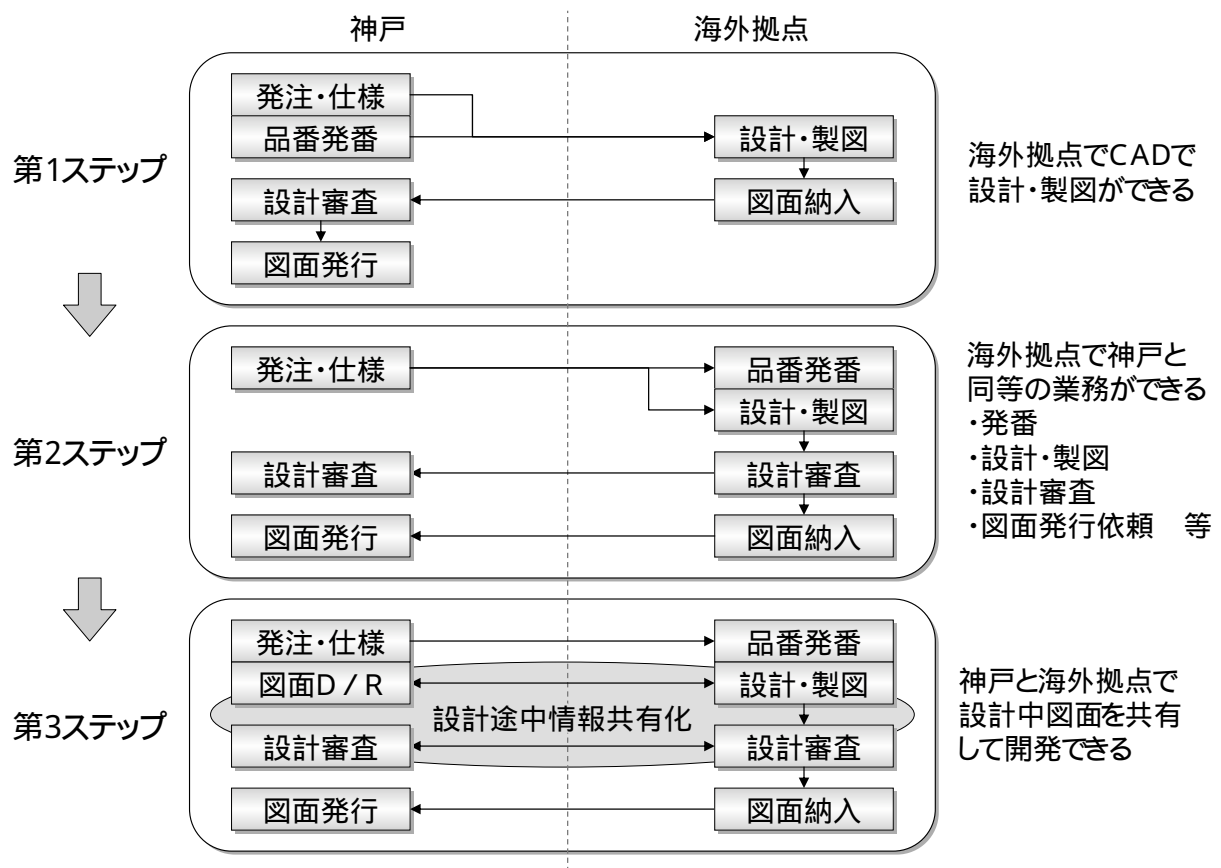 神戸
海外拠点
第1ステップ
発注・仕様
品番発番
設計・製図
設計審査
図面納入
図面発行
海外拠点でCADで
設計・製図ができる
第2ステップ
発注・仕様
品番発番
設計・製図
設計審査
設計審査
図面発行
図面納入
海外拠点で神戸と
同等の業務ができる
・発番
・設計・製図
・設計審査
・図面発行依頼 等
第3ステップ
発注・仕様
品番発番
図面D/R
設計・製図
設計途中情報共有化
設計審査
設計審査
図面発行
図面納入
神戸と海外拠点で
設計中図面を共有
して開発できる